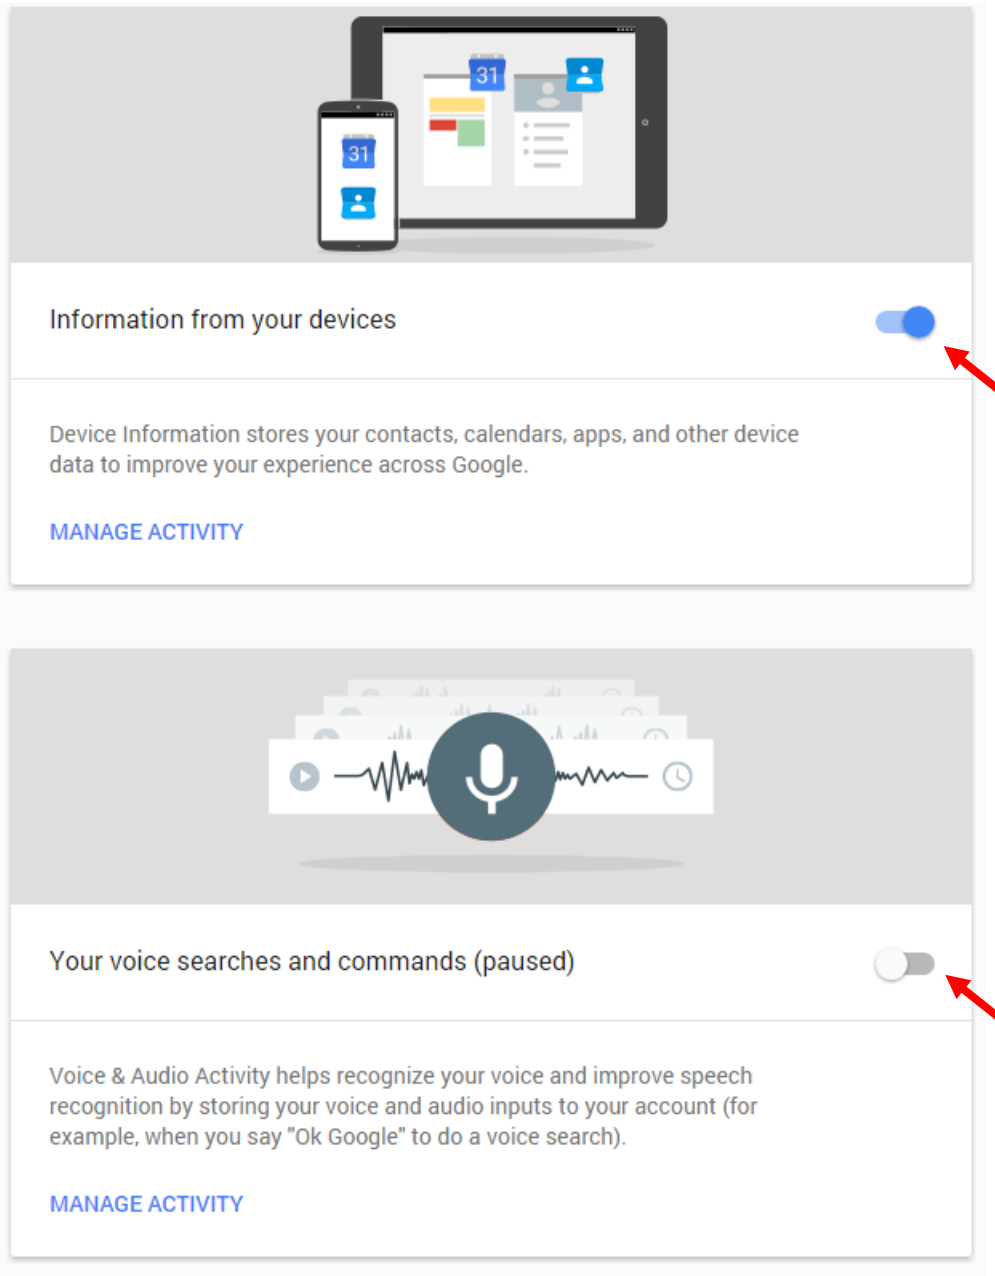 31
31
Information from your devices
Device Information stores your contacts, calendars, apps, and other device
data to improve your experience across Google.
MANAGE ACTIVITY
Your voice searches and commands (paused)
Voice & Audio Activity helps recognize your voice and improve speech
recognition by storing your voice and audio inputs to your account (for
example, when you say "Ok Google" to do a voice search).
MANAGE ACTIVITY